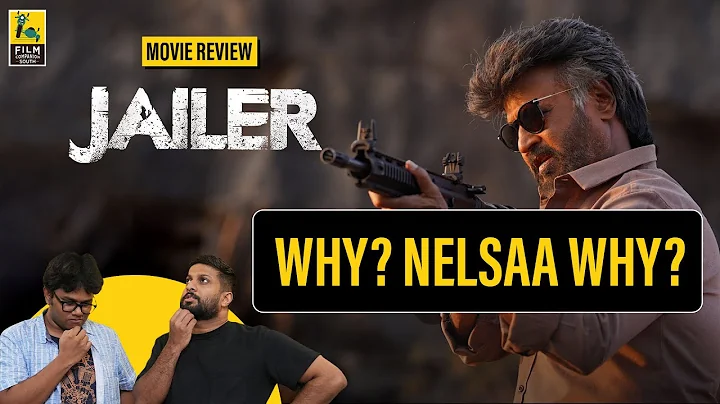 FILM
COMPANION
SOUTH
MOVIE REVIEW
JAILER
WHY? NELSAA WHY?